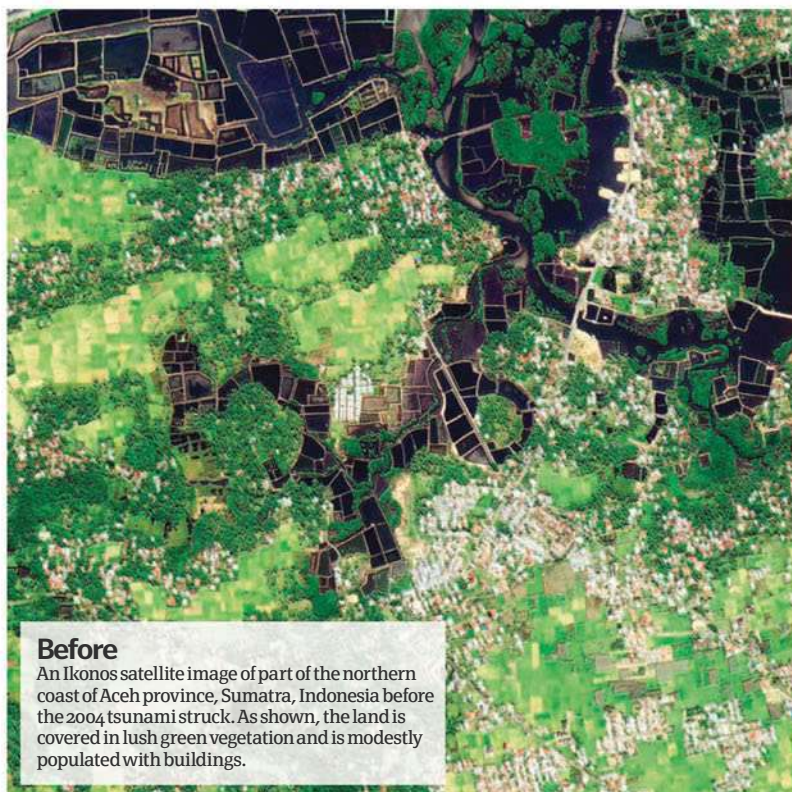 Before
An Ikonos satellite image of part of the northern
coast of Aceh province, Sumatra, Indonesia before
the 2004 tsunami struck. As shown, the land is
covered in lush green vegetation and is modestly
populated with buildings.